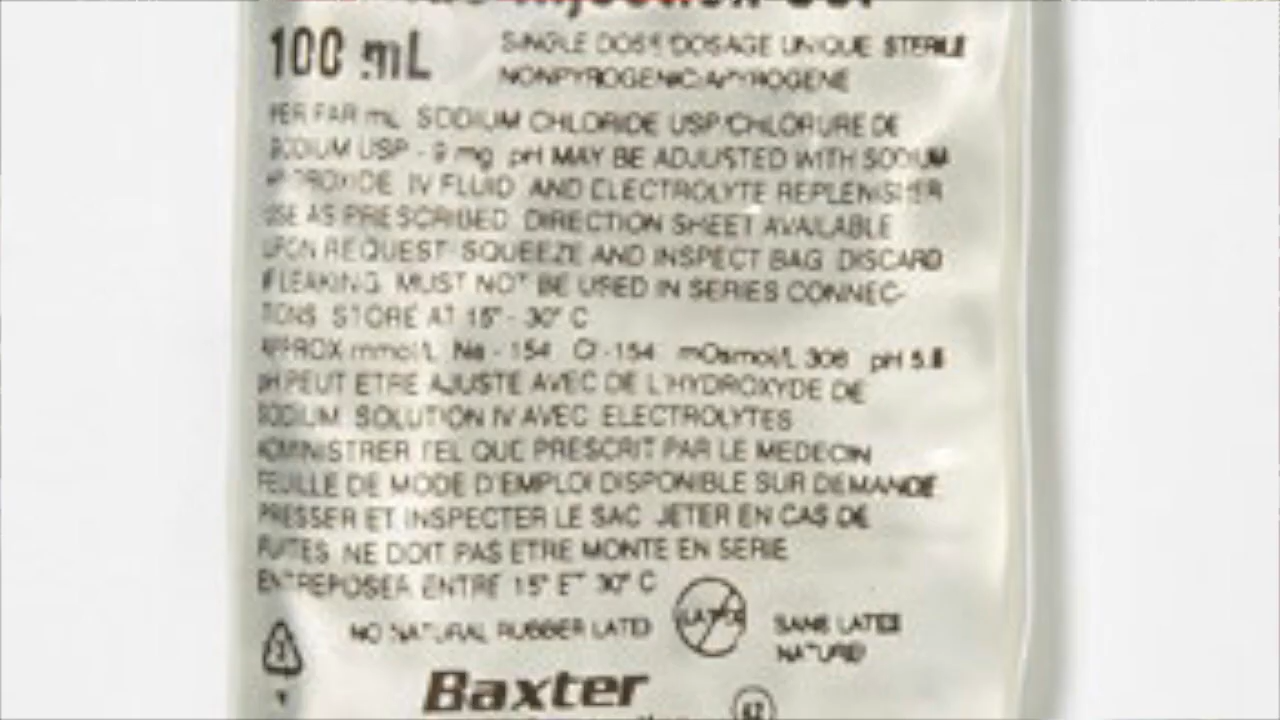 100 mL
SINGLE DOSE/DOSAGE UNIQUE STERILE
NONPYROGENIC/APYROGENE
PER PAR mL SODIUM CHLORIDE USP/CHLORURE DE
SODIUM USP - 9 mg pH MAY BE ADJUSTED WITH SODIUM
HYDROXIDE IV FLUID AND ELECTROLYTE REPLENISHER
USE AS PRESCRIBED DIRECTION SHEET AVAILABLE
UPON REQUEST SQUEEZE AND INSPECT BAG DISCARD
IF LEAKING MUST NOT BE USED IN SERIES CONNEC-
TIONS STORE AT 15° - 30° C
APPROX mmol/L Na - 154 Cl - 154 mOsmol/L 308 pH
pH PEUT ETRE AJUSTE AVEC DE L'HYDROXYDE DE
SODIUM SOLUTION IV AVEC ELECTROLYTES
ADMINISTRER TEL QUE PRESCRIT PAR LE MEDECIN
FEUILLE DE MODE D'EMPLOI DISPONIBLE SUR DEMANDE
PRESSER ET INSPECTER LE SAC JETER EN CAS DE
FUITES NE DOIT PAS ETRE MONTE EN SERIE
ENTREPOSER ENTRE 15° ET 30° C
NO NATURAL RUBBER LATEX
LATEX
SANS LATEX
NATUREL
Baxter